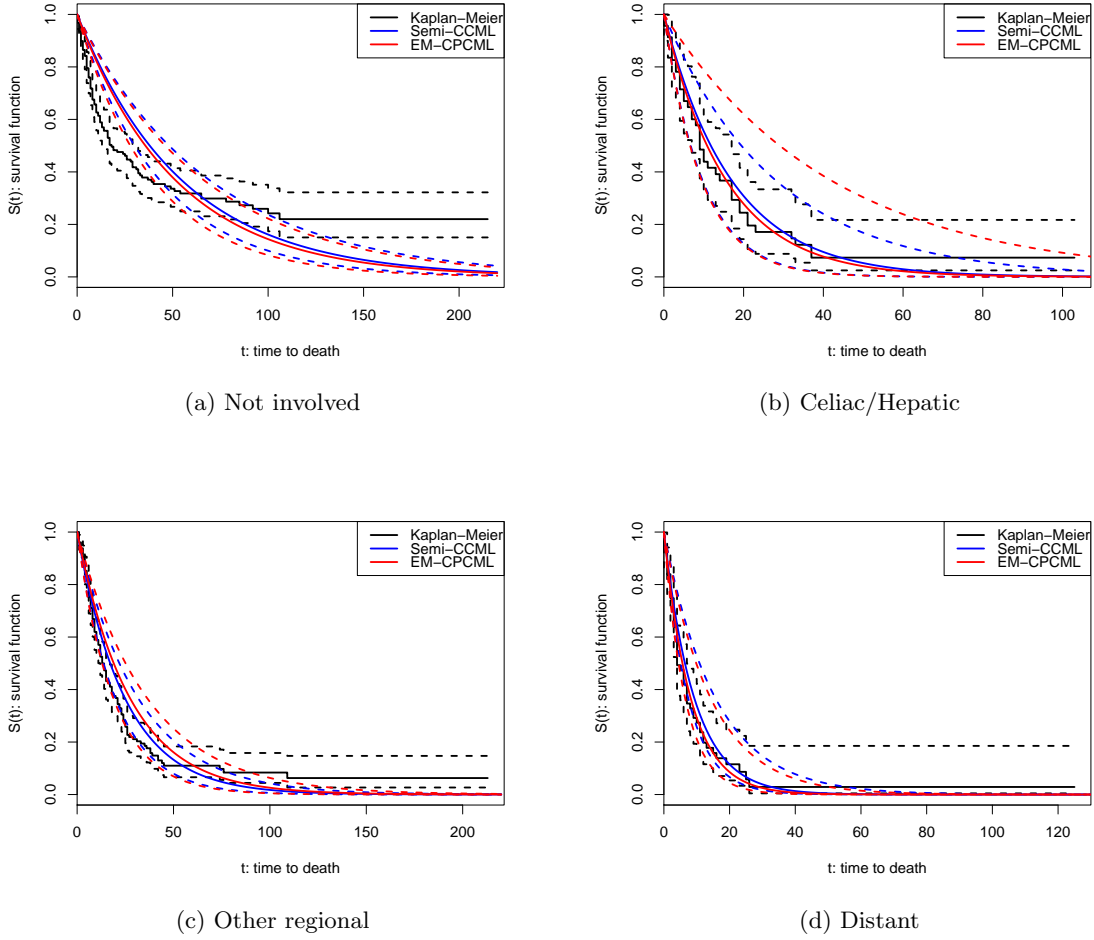 Kaplan−Meier
Semi−CCML
EM−CPCML
S(t): survival function
0.0 0.2 0.4 0.6 0.8 1.0
0 50 100 150 200
t: time to death
(a) Not involved
Kaplan−Meier
Semi−CCML
EM−CPCML
S(t): survival function
0.0 0.2 0.4 0.6 0.8 1.0
0 20 40 60 80 100
t: time to death
(b) Celiac/Hepatic
Kaplan−Meier
Semi−CCML
EM−CPCML
S(t): survival function
0.0 0.2 0.4 0.6 0.8 1.0
0 50 100 150 200
t: time to death
(c) Other regional
Kaplan−Meier
Semi−CCML
EM−CPCML
S(t): survival function
0.0 0.2 0.4 0.6 0.8 1.0
0 20 40 60 80 100 120
t: time to death
(d) Distant